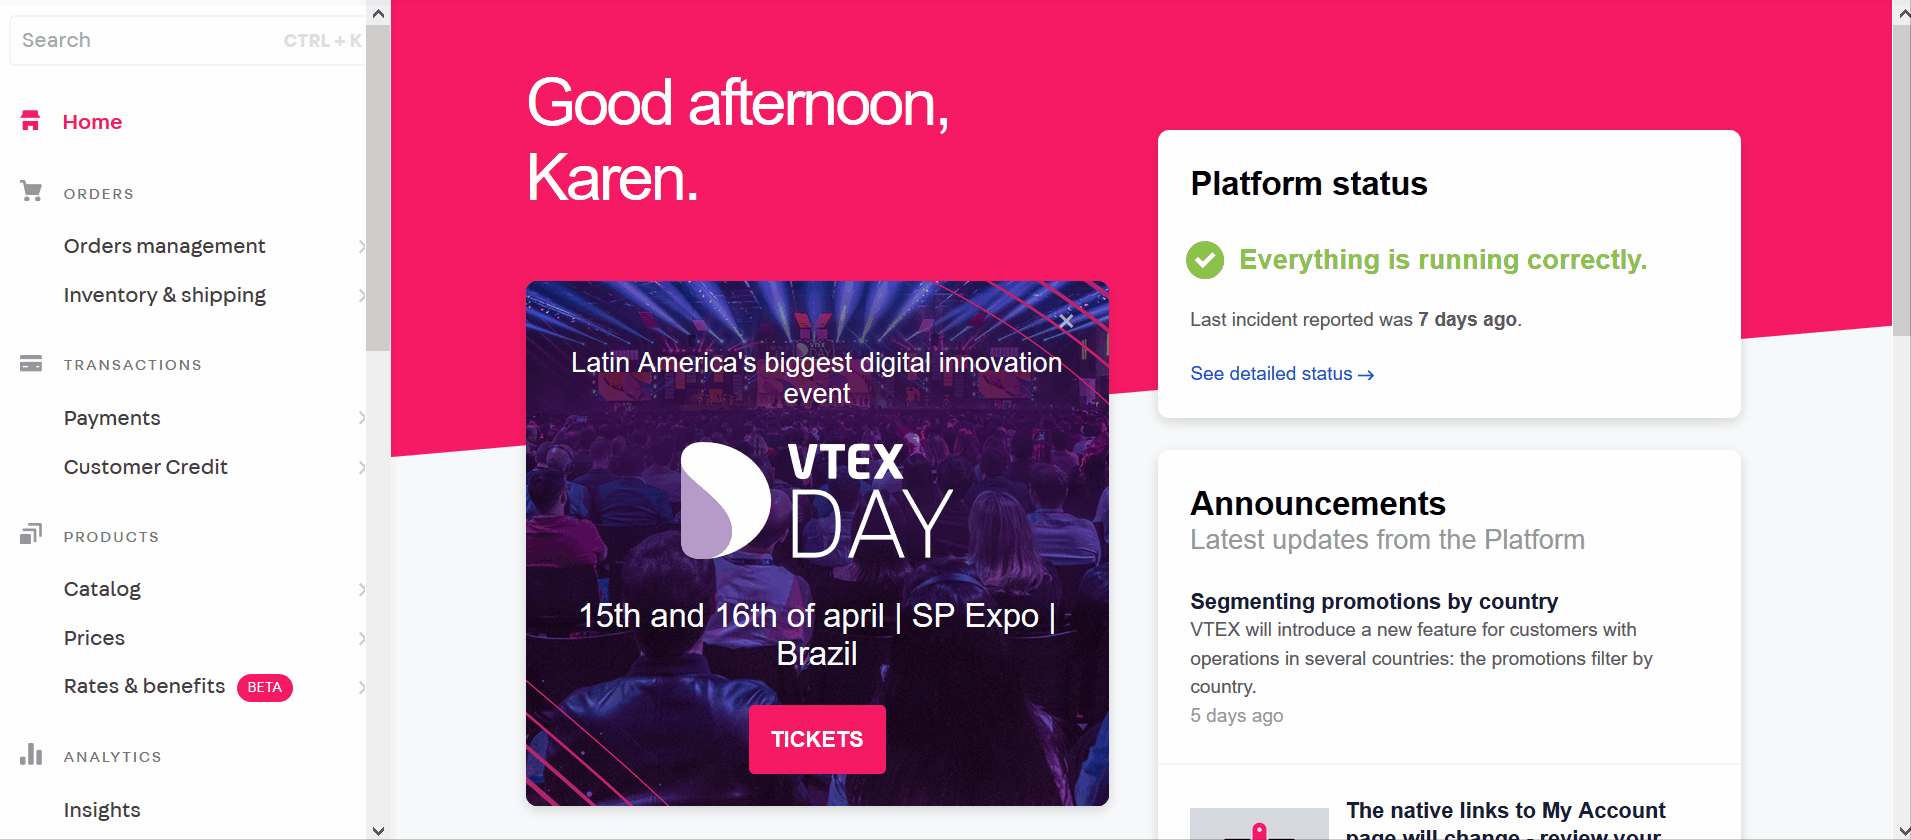 Search CTRL + K
Home
ORDERS
Orders management
Inventory & shipping
TRANSACTIONS
Payments
Customer Credit
PRODUCTS
Catalog
Prices
Rates & benefits BETA
ANALYTICS
Insights
Good afternoon,
Karen.
Latin America's biggest digital innovation
event
VTEX
DAY
15th and 16th of april | SP Expo |
Brazil
TICKETS
Platform status
Everything is running correctly.
Last incident reported was 7 days ago.
See detailed status →
Announcements
Latest updates from the Platform
Segmenting promotions by country
VTEX will introduce a new feature for customers with
operations in several countries: the promotions filter by
country.
5 days ago
The native links to My Account
page will change - review your